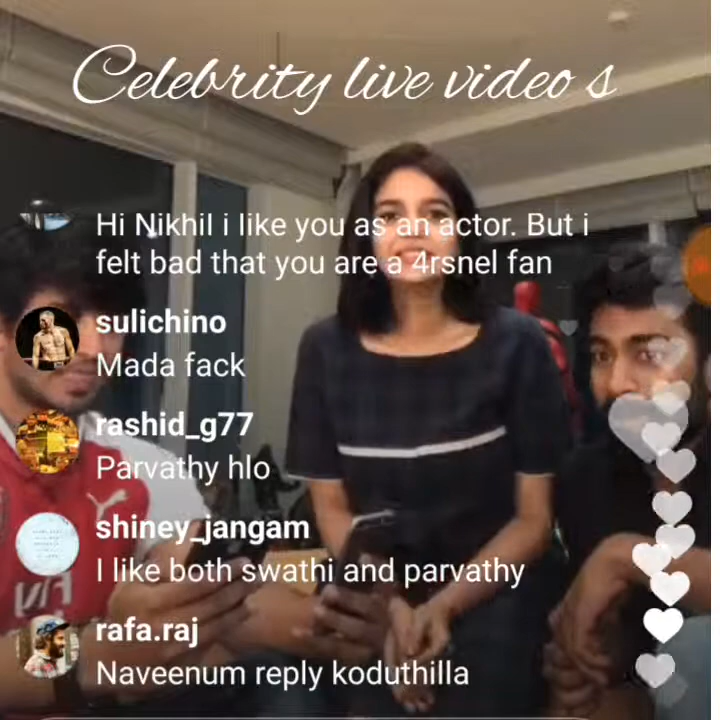 Celebrity live video s
Hi Nikhil i like you as an actor. But i
felt bad that you are a 4rsnel fan
sulichino
Mada fack
rashid_g77
Parvathy hlo
shiney_jangam
I like both swathi and parvathy
rafa.raj
Naveenum reply koduthilla